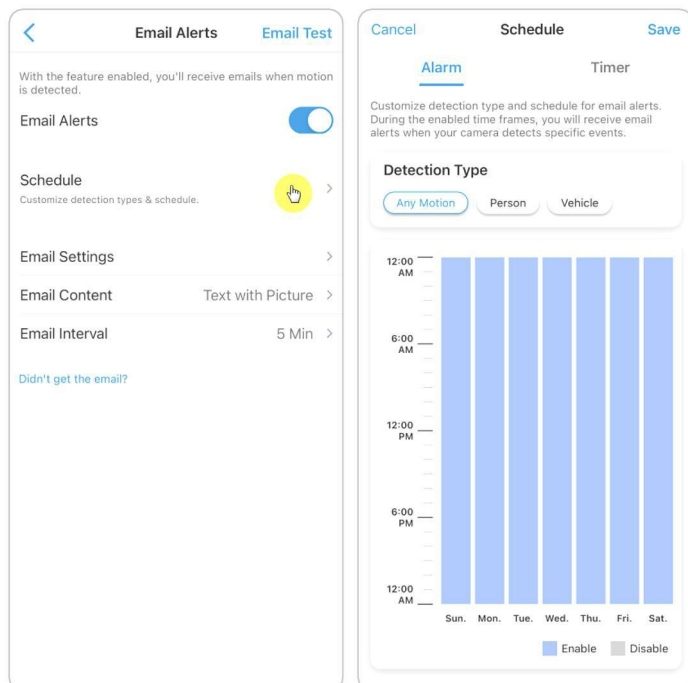 Email Alerts
Email Test
With the feature enabled, you'll receive emails when motion
is detected.
Email Alerts
Schedule
Customize detection types & schedule.
Email Settings
Email Content
Text with Picture
Email Interval
5 Min
Didn't get the email?
Cancel
Schedule
Save
Alarm
Timer
Customize detection type and schedule for email alerts.
During the enabled time frames, you will receive email
alerts when your camera detects specific events.
Detection Type
Any Motion
Person
Vehicle
12:00
AM
6:00
AM
12:00
PM
6:00
PM
12:00
AM
Sun. Mon. Tue. Wed. Thu. Fri. Sat.
Enable
Disable